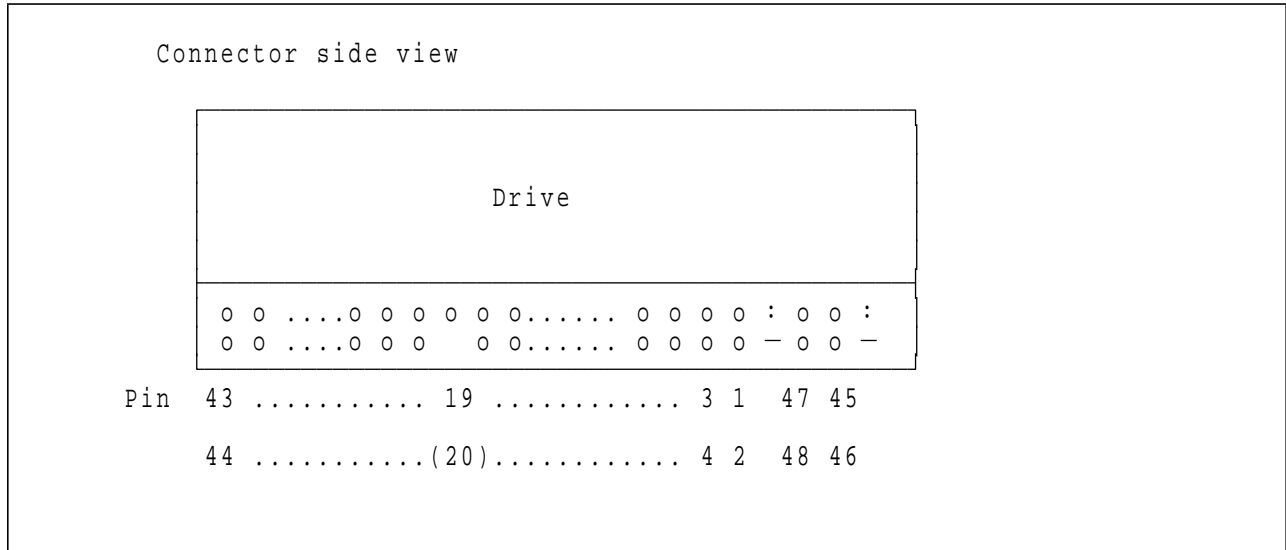 Connector side view
Drive
o o ....o o o o o o...... o o o o : o o :
o o ....o o o   o o...... o o o o – o o –
Pin 43 ........... 19 ............ 3 1 47 45
44 ...........(20)............ 4 2 48 46